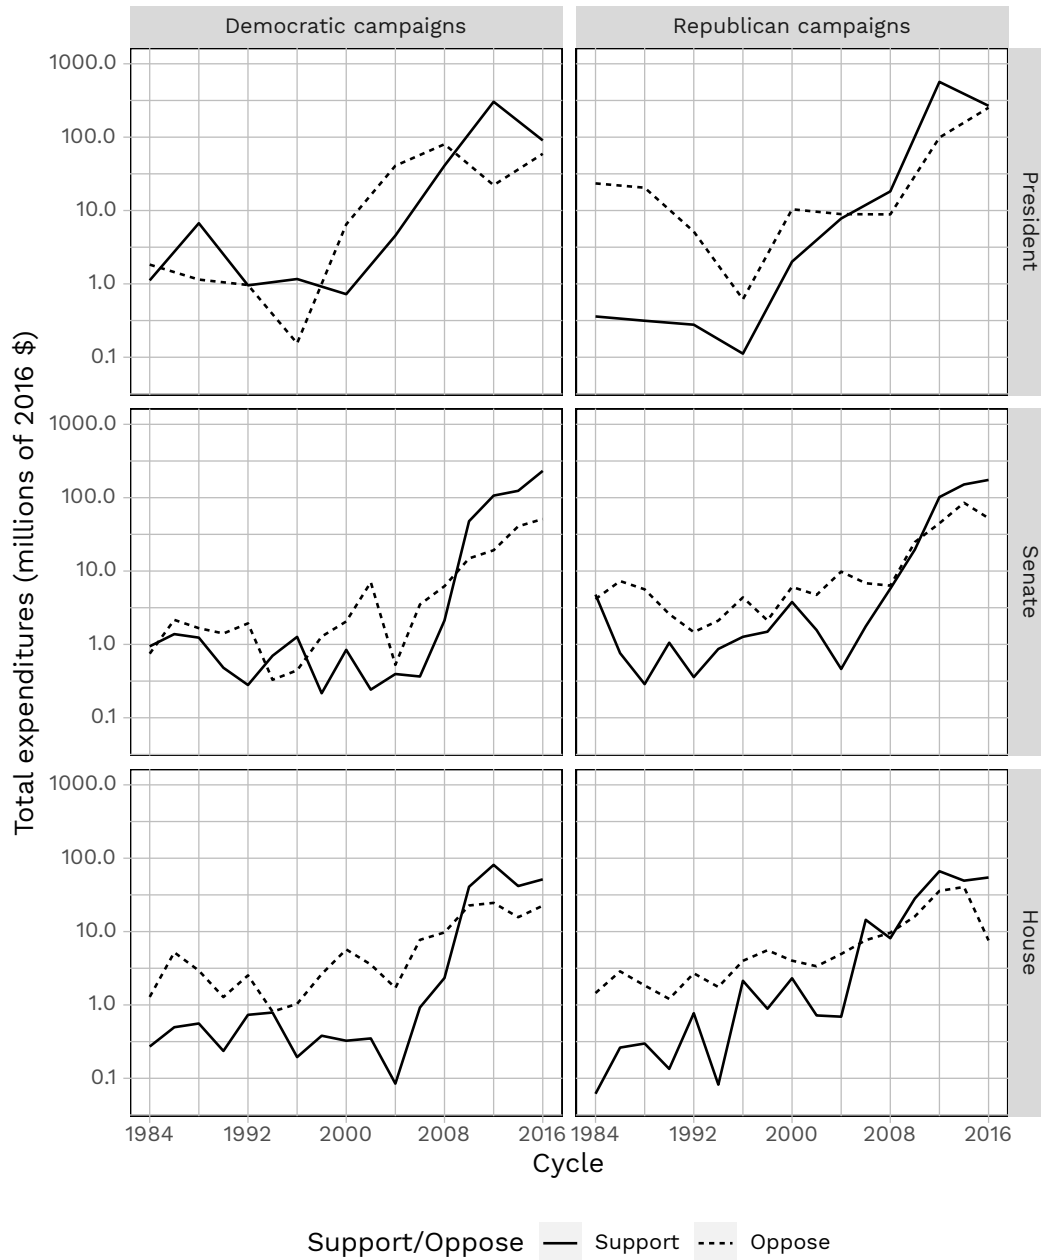 Democratic campaigns
Republican campaigns
1000.0
100.0
10.0
1.0
0.1
President
1000.0
100.0
10.0
1.0
0.1
Senate
1000.0
100.0
10.0
1.0
0.1
House
Total expenditures (millions of 2016 $)
1984 1992 2000 2008 2016
1984 1992 2000 2008 2016
Cycle
Support/Oppose Support Oppose